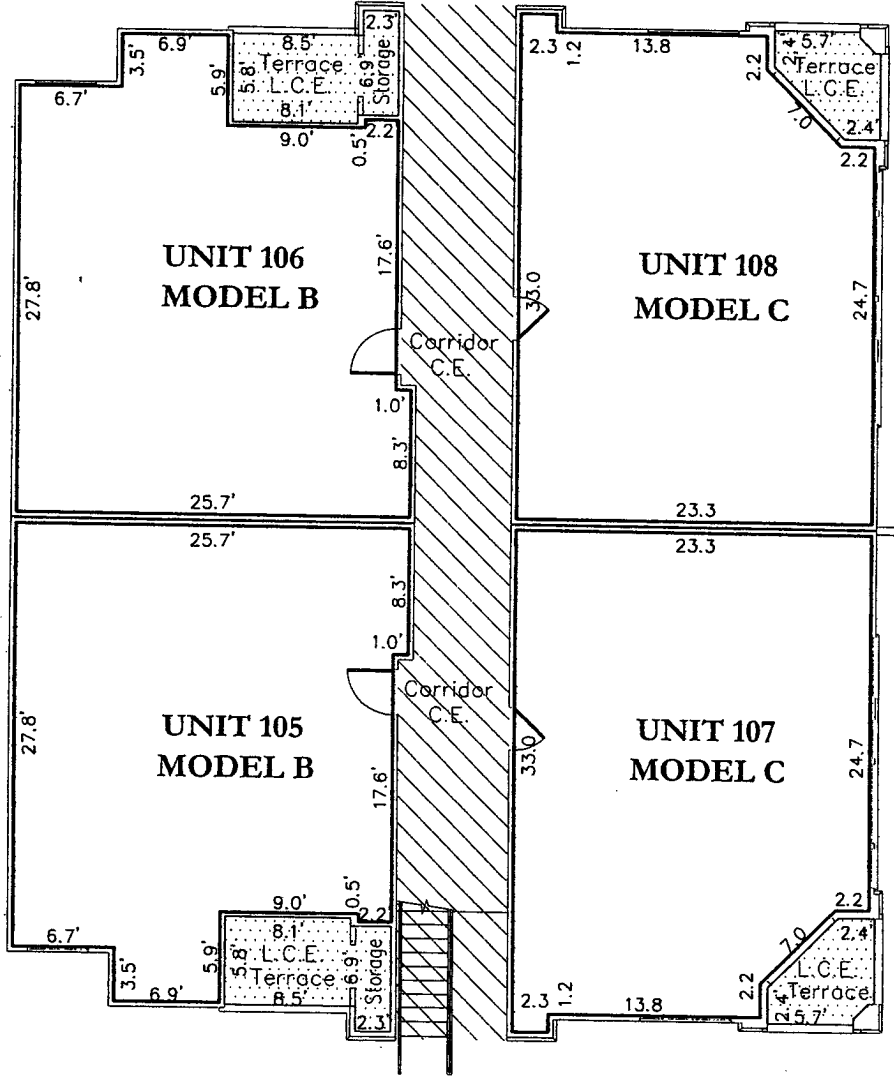 2.3'
6.9'
8.5'
3.5'
5.9'
5.8'
Terrace
L.C.E.
8.1'
6.9'
Storage
6.7'
9.0'
0.5'
2.2
UNIT 106
MODEL B
27.8'
17.6'
1.0'
8.3'
25.7'
Corridor
C.E.
2.3
1.2
13.8
2.2
2.4'
5.7'
Terrace
L.C.E.
7.0
2.4'
2.2
UNIT 108
MODEL C
33.0
24.7
23.3
25.7'
8.3'
1.0'
UNIT 105
MODEL B
27.8'
17.6'
9.0'
0.5'
2.2'
6.7'
3.5'
5.9'
5.8'
8.1'
L.C.E.
Terrace
8.5'
6.9'
Storage
2.3'
6.9'
Corridor
C.E.
23.3
UNIT 107
MODEL C
33.0
24.7
2.2
7.0
2.4'
L.C.E.
Terrace
2.2
2.4'
5.7'
2.3
1.2
13.8